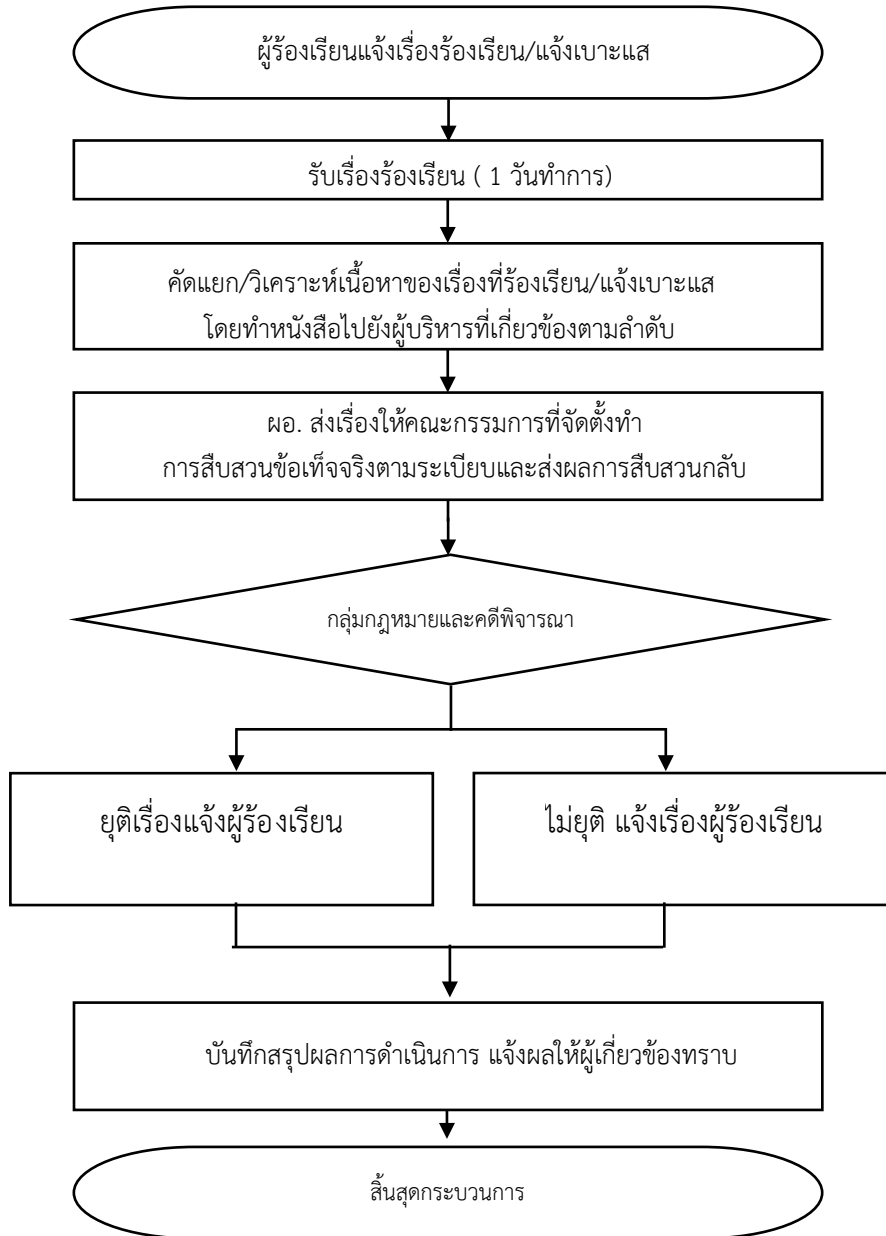 ผู้ร้องเรียนแจ้งเรื่องร้องเรียน/แจ้งเบาะแส
รับเรื่องร้องเรียน ( 1 วันทำการ)
คัดแยก/วิเคราะห์เนื้อหาของเรื่องที่ร้องเรียน/แจ้งเบาะแส
โดยทำหนังสือไปยังผู้บริหารที่เกี่ยวข้องตามลำดับ
ผอ. ส่งเรื่องให้คณะกรรมการที่จัดตั้งทำ
การสืบสวนข้อเท็จจริงตามระเบียบและส่งผลการสืบสวนกลับ
กลุ่มกฎหมายและคดีพิจารณา
ยุติเรื่องแจ้งผู้ร้องเรียน
ไม่ยุติ แจ้งเรื่องผู้ร้องเรียน
บันทึกสรุปผลการดำเนินการ แจ้งผลให้ผู้เกี่ยวข้องทราบ
สิ้นสุดกระบวนการ